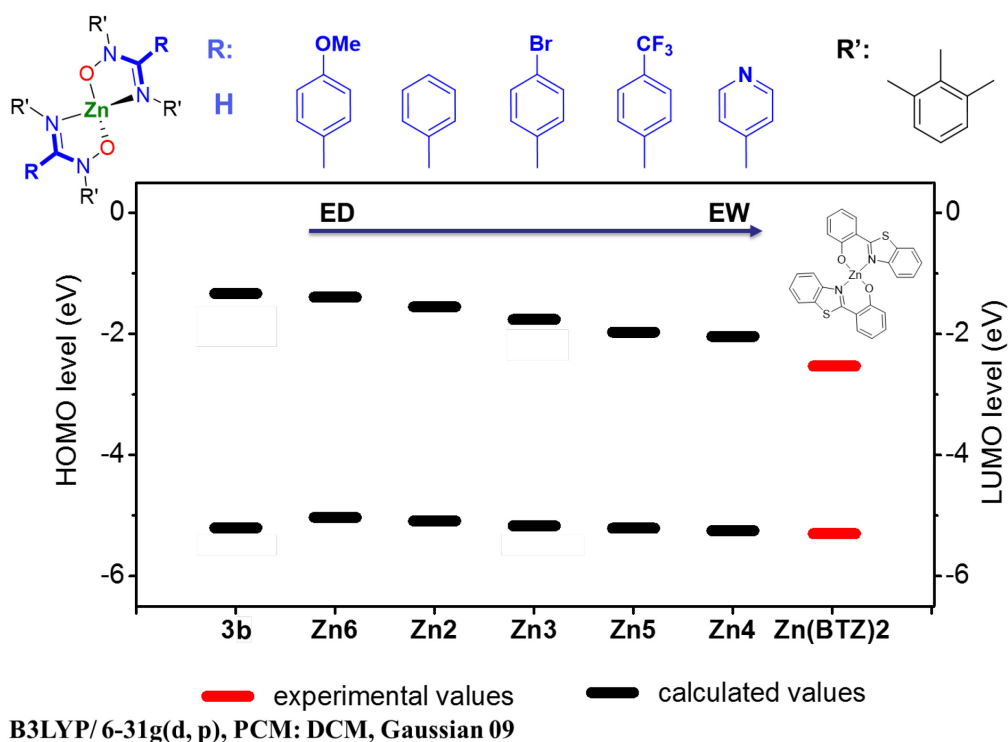 R'
N
R
O
N
R'
Zn
R'
N
O
R
N
R'
R:
H
OMe
Br
CF3
N
R':
ED
EW
S
O
N
Zn
N
O
S
HOMO level (eV)
0
-2
-4
-6
0
-2
-4
-6
LUMO level (eV)
3b Zn6 Zn2 Zn3 Zn5 Zn4 Zn(BTZ)2
experimental values calculated values
B3LYP/ 6-31g(d, p), PCM: DCM, Gaussian 09